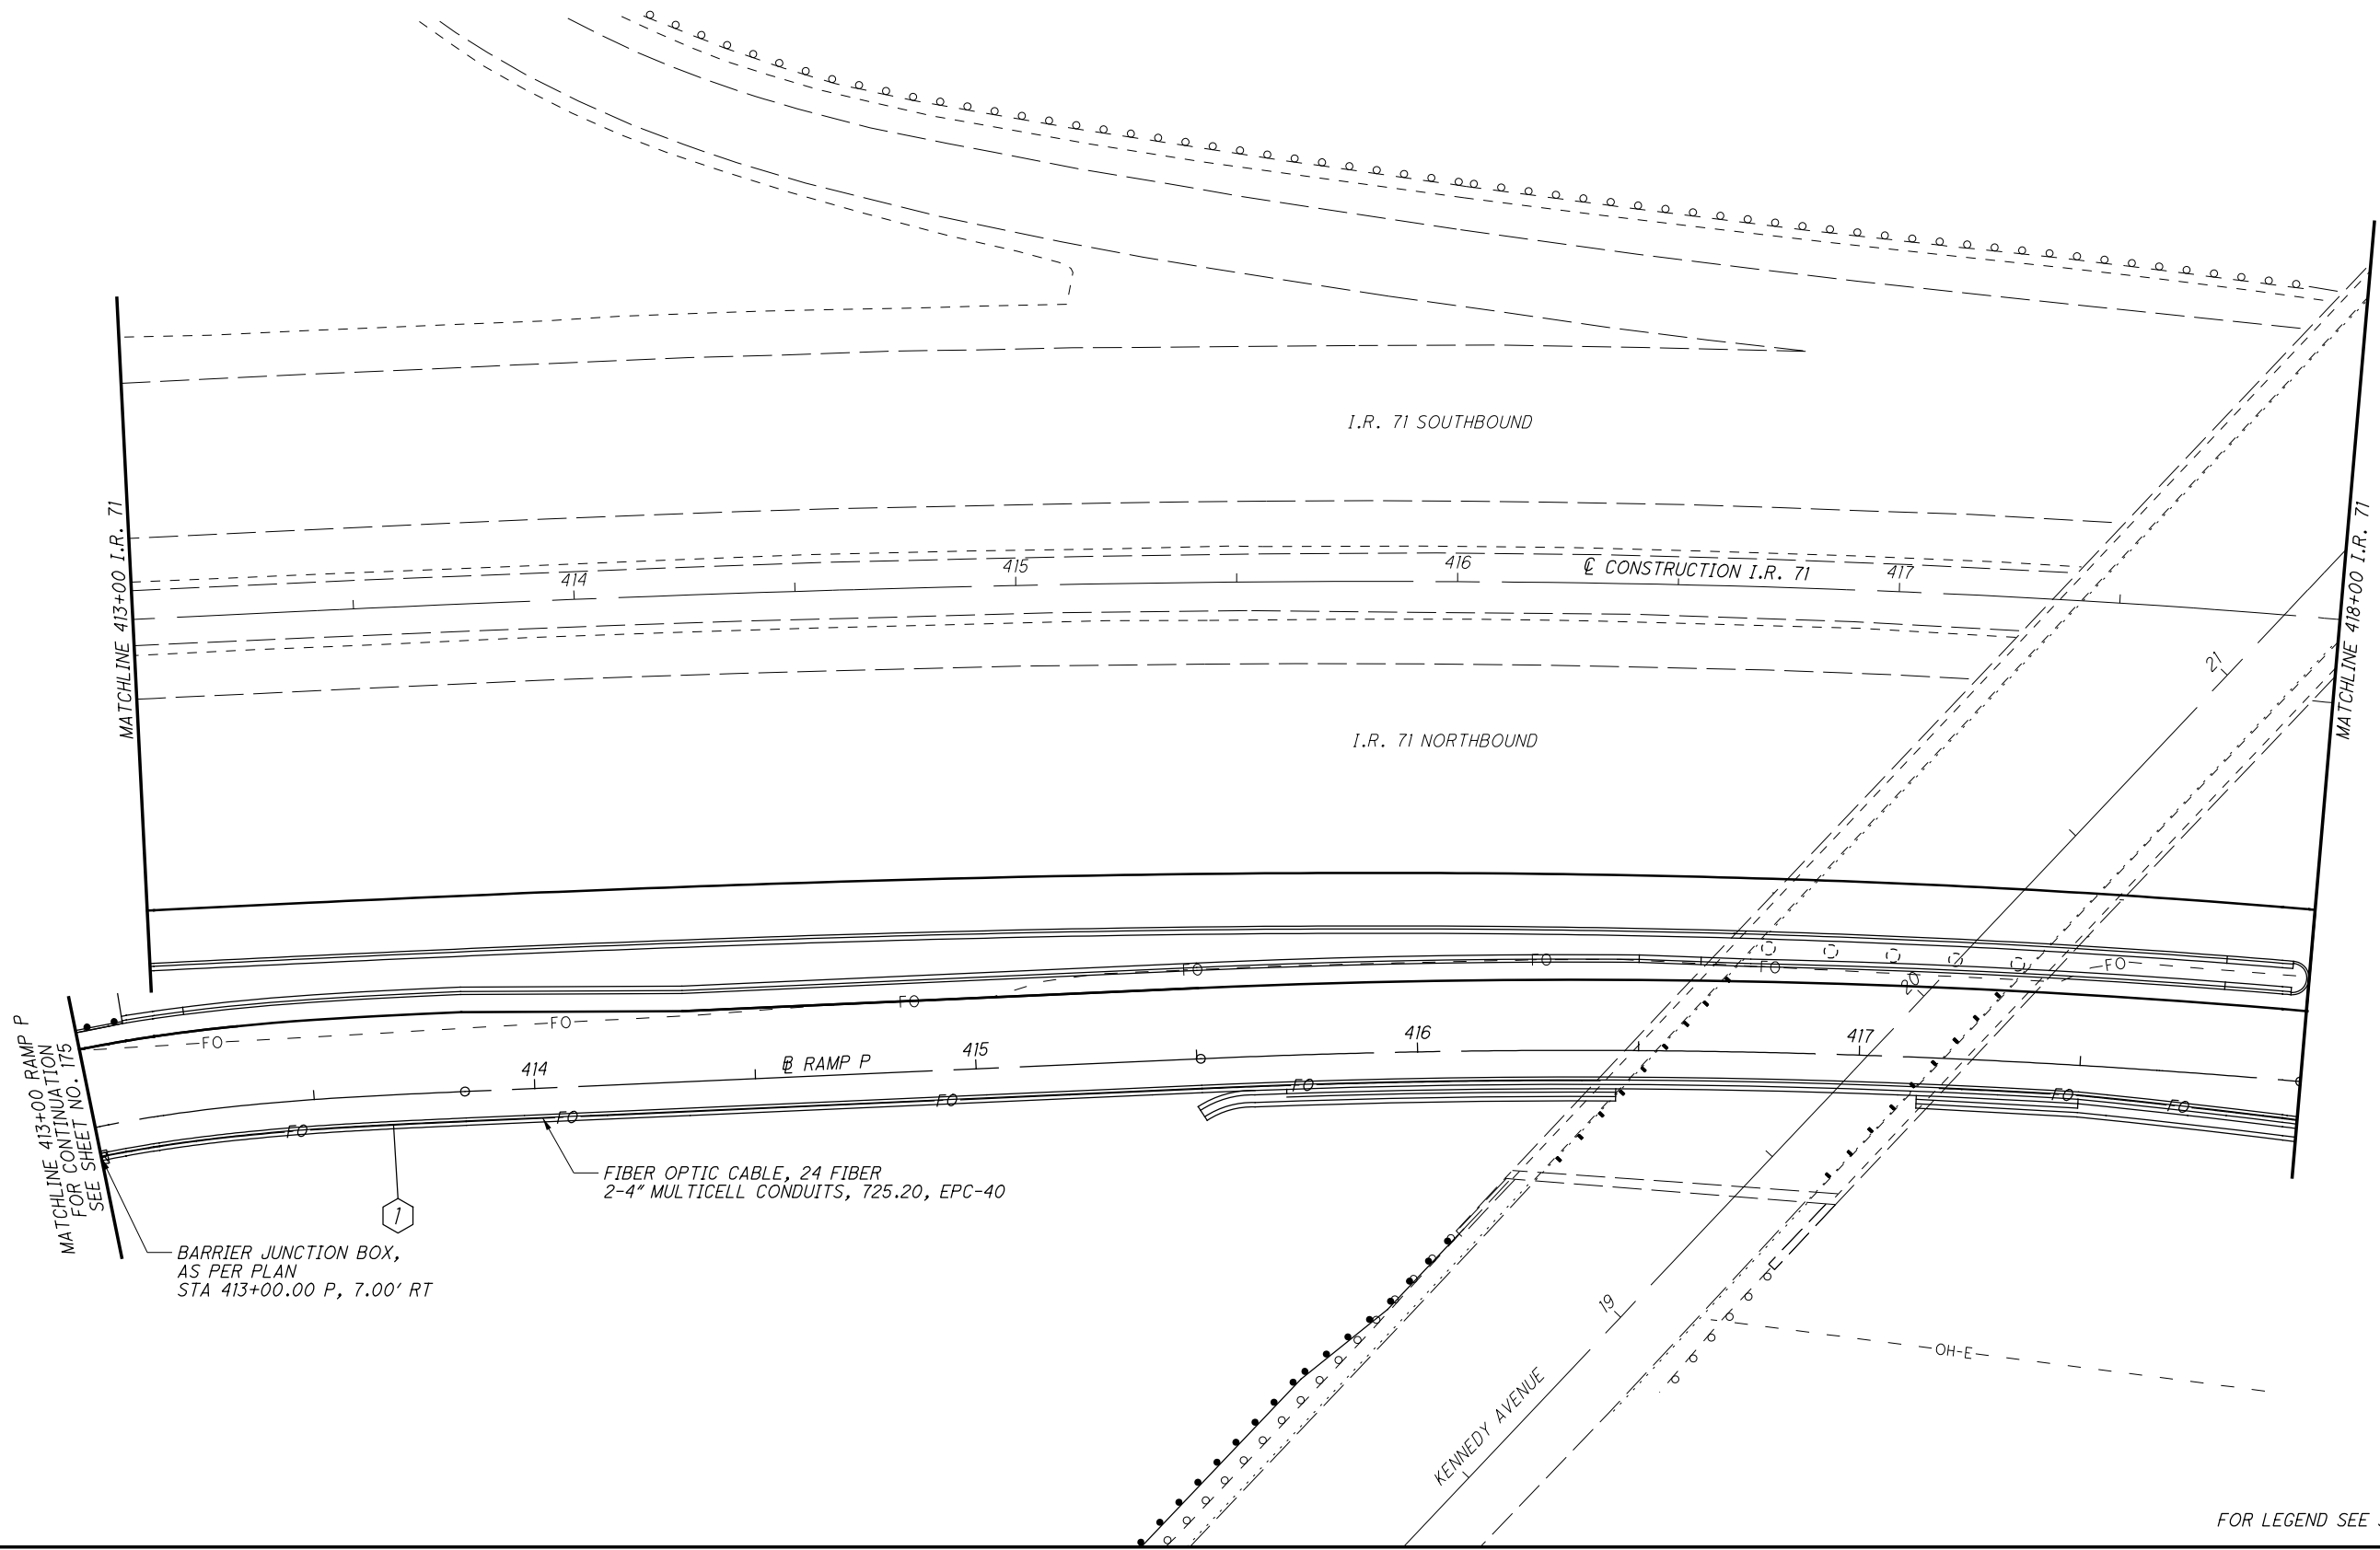 I.R. 71 SOUTHBOUND
MATCHLINE 413+00 I.R. 71
MATCHLINE 418+00 I.R. 71
414
415
416
℄ CONSTRUCTION I.R. 71
417
21
I.R. 71 NORTHBOUND
FO
FO
FO
FO
FO
FO
FO
20
MATCHLINE 413+00 RAMP P
FOR CONTINUATION
SEE SHEET NO. 175
414
BL RAMP P
415
416
417
FO
FO
FO
FO
FO
FO
FIBER OPTIC CABLE, 24 FIBER
2-4" MULTICELL CONDUITS, 725.20, EPC-40
1
BARRIER JUNCTION BOX,
AS PER PLAN
STA 413+00.00 P, 7.00' RT
19
OH-E
KENNEDY AVENUE
FOR LEGEND SEE